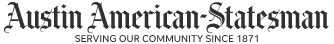 Austin American-Statesman
SERVING OUR COMMUNITY SINCE 1871